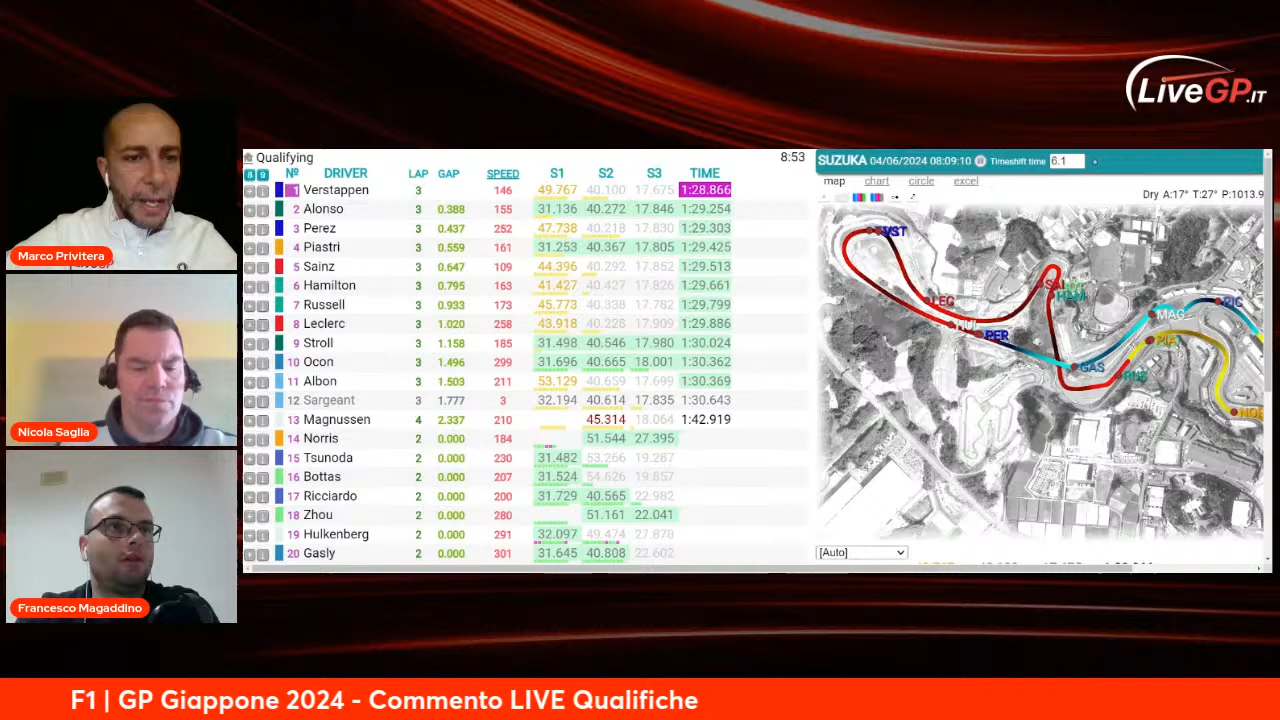 LiveGP.IT
Marco Privitera
Nicola Saglia
Francesco Magaddino
Qualifying 8:53
Nº DRIVER LAP GAP SPEED S1 S2 S3 TIME
1 Verstappen 3 146 49.767 40.100 17.675 1:28.866
2 Alonso 3 0.388 155 31.136 40.272 17.846 1:29.254
3 Perez 3 0.437 252 47.738 40.218 17.830 1:29.303
4 Piastri 3 0.559 161 31.253 40.367 17.805 1:29.425
5 Sainz 3 0.647 109 44.396 40.292 17.852 1:29.513
6 Hamilton 3 0.795 163 41.427 40.427 17.826 1:29.661
7 Russell 3 0.933 173 45.773 40.338 17.782 1:29.799
8 Leclerc 3 1.020 258 43.918 40.228 17.909 1:29.886
9 Stroll 3 1.158 185 31.498 40.546 17.980 1:30.024
10 Ocon 3 1.496 299 31.696 40.665 18.001 1:30.362
11 Albon 3 1.503 211 53.129 40.659 17.699 1:30.369
12 Sargeant 3 1.777 3 32.194 40.614 17.835 1:30.643
13 Magnussen 4 2.337 210 45.314 18.064 1:42.919
14 Norris 2 0.000 184 51.544 27.395
15 Tsunoda 2 0.000 230 31.482 53.266 19.287
16 Bottas 2 0.000 207 31.524 54.626 19.857
17 Ricciardo 2 0.000 200 31.729 40.565 22.982
18 Zhou 2 0.000 280 51.161 22.041
19 Hulkenberg 2 0.000 291 32.097 49.474 27.878
20 Gasly 2 0.000 301 31.645 40.808 22.602
SUZUKA 04/06/2024 08:09:10 Timeshift time 6.1
map chart circle excel
Dry A:17° T:27° P:1013.9
VST
LEC
HUL
PER
SAI
HAM
GAS
MAG
RIC
PIA
RUS
NOR
[Auto]
F1 | GP Giappone 2024 - Commento LIVE Qualifiche